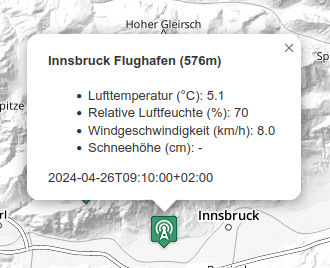 Hoher Gleirsch
×
Innsbruck Flughafen (576m)
Lufttemperatur (°C): 5.1
Relative Luftfeuchte (%): 70
Windgeschwindigkeit (km/h): 8.0
Schneehöhe (cm): -
2024-04-26T09:10:00+02:00
Sp
pitze
rl
Innsbruck